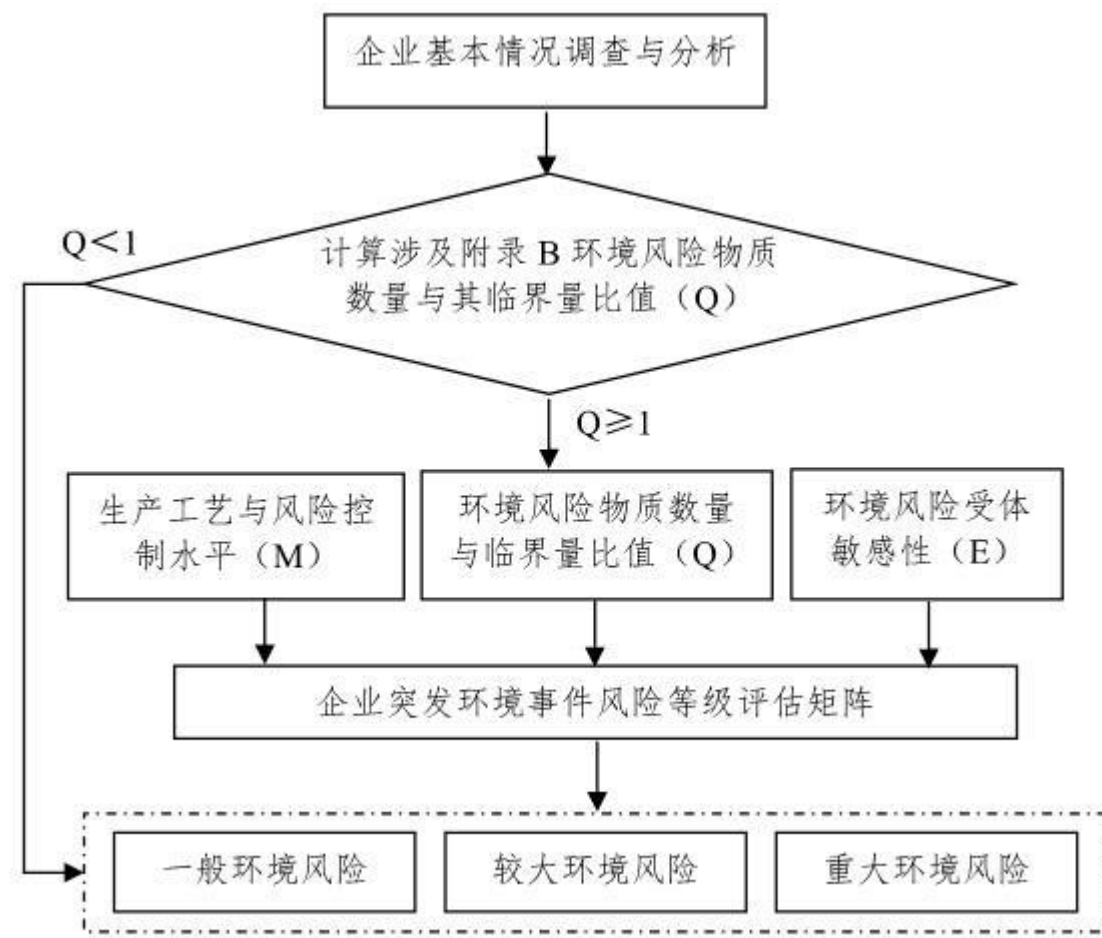 企业基本情况调查与分析
Q＜1
计算涉及附录 B 环境风险物质
数量与其临界量比值（Q）
Q≥1
生产工艺与风险控
制水平（M）
环境风险物质数量
与临界量比值（Q）
环境风险受体
敏感性（E）
企业突发环境事件风险等级评估矩阵
一般环境风险
较大环境风险
重大环境风险